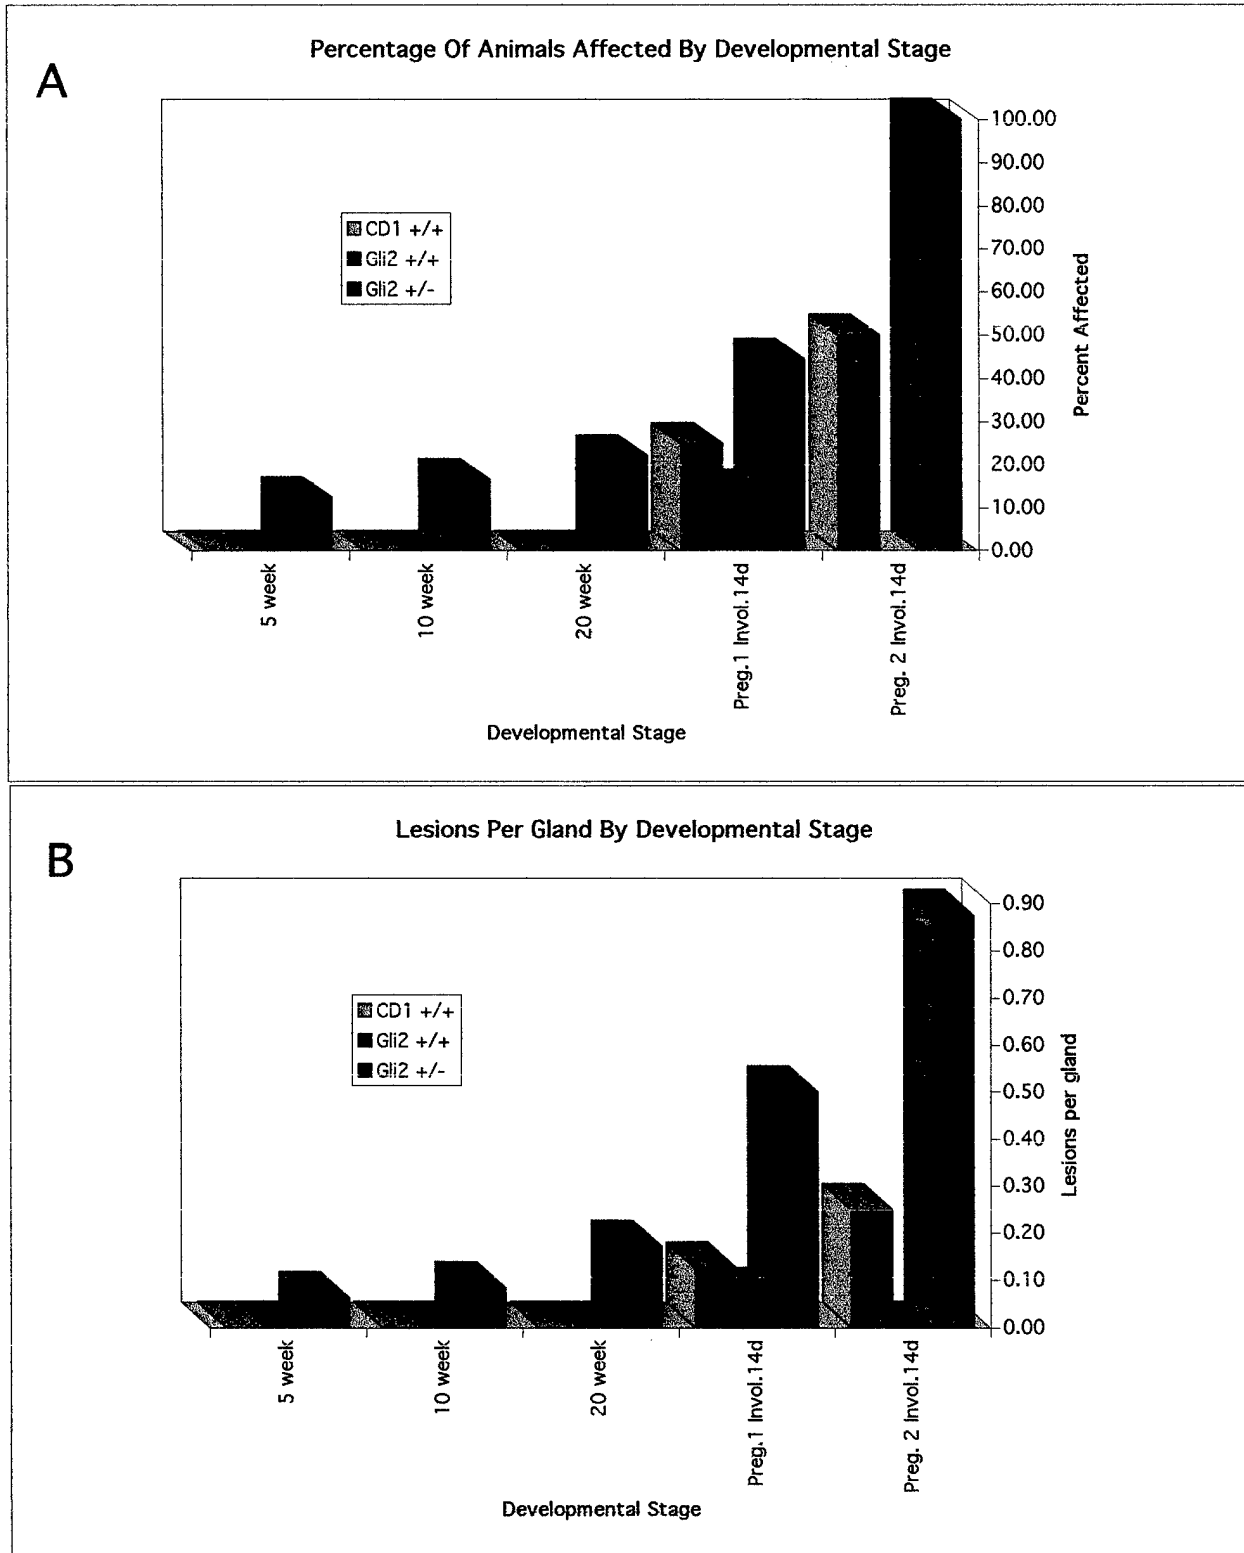 Percentage Of Animals Affected By Developmental Stage
A
CD1 +/+
Gli2 +/+
Gli2 +/-
100.00
90.00
80.00
70.00
60.00
50.00
40.00
30.00
20.00
10.00
0.00
Percent Affected
5 week
10 week
20 week
Preg.1 Invol.14d
Preg. 2 Invol.14d
Developmental Stage
Lesions Per Gland By Developmental Stage
B
CD1 +/+
Gli2 +/+
Gli2 +/-
0.90
0.80
0.70
0.60
0.50
0.40
0.30
0.20
0.10
0.00
Lesions per gland
5 week
10 week
20 week
Preg.1 Invol.14d
Preg. 2 Invol.14d
Developmental Stage